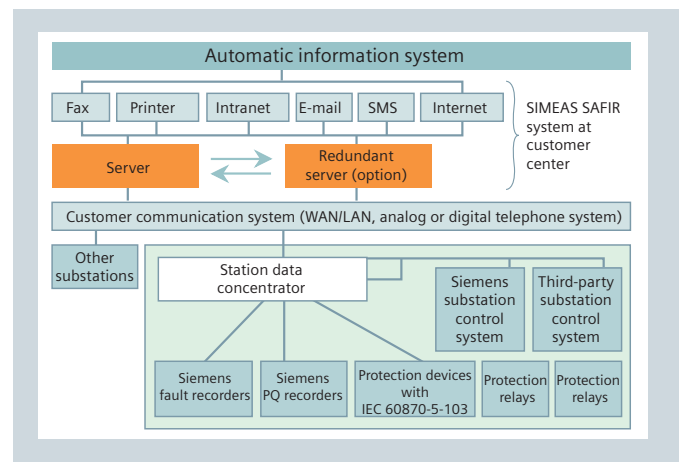 Automatic information system
Fax
Printer
Intranet
E-mail
SMS
Internet
SIMEAS SAFIR
system at
customer
center
Server
Redundant
server (option)
Customer communication system (WAN/LAN, analog or digital telephone system)
Other
substations
Station data
concentrator
Siemens
substation
control
system
Third-party
substation
control
system
Siemens
fault recorders
Siemens
PQ recorders
Protection devices
with
IEC 60870-5-103
Protection
relays
Protection
relays